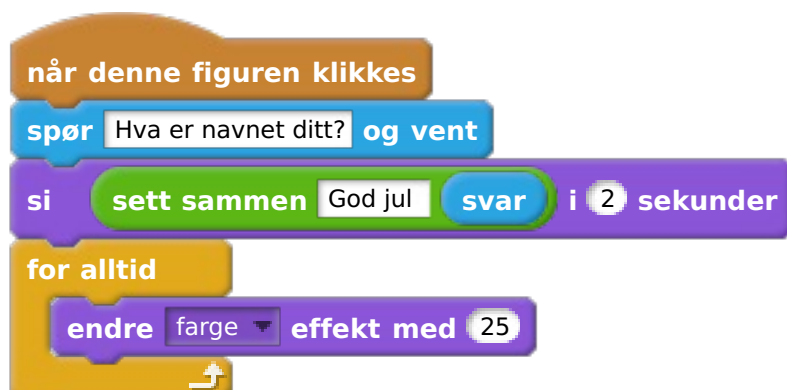 når denne figuren klikkes
spør Hva er navnet ditt? og vent
si sett sammen God jul svar i 2 sekunder
for alltid
endre farge effekt med 25